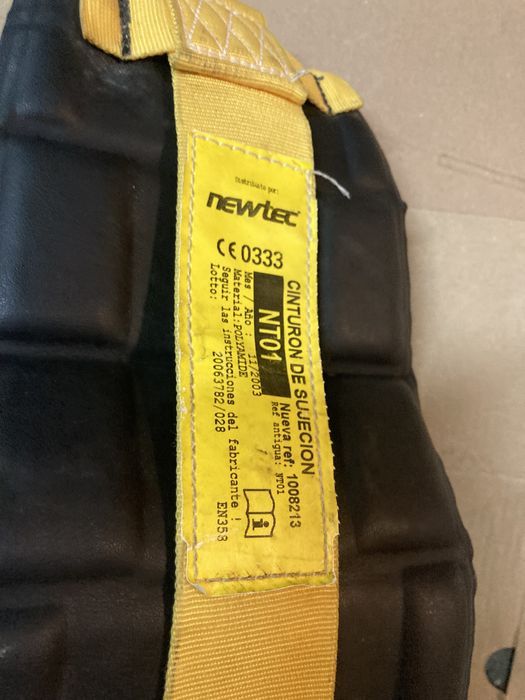 Distribuito por:
newtec
CE 0333
CINTURON DE SUJECION
NT01
Nueva ref: 1008213
Ref antigua: NT01
Mes / Año : 11/2003
Material: POLYAMIDE
Seguir las instrucciones del fabricante !
Lotto: 20063782/028
EN358
i